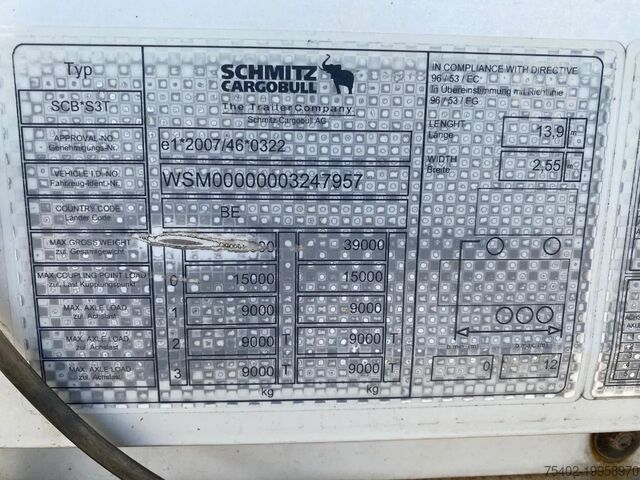 Typ
SCB*S3T
SCHMITZ
CARGOBULL
The Trailer Company
Schmitz Cargobull AG
APPROVAL-NO.
Genehmigungs-Nr.
e1*2007/46*0322
VEHICLE I.D.-NO.
Fahrzeug-Ident.-Nr.
WSM00000003247957
COUNTRY CODE
Länder Code
BE
MAX. GROSS WEIGHT
zul. Gesamtgewicht
39000
MAX. COUPLING POINT LOAD
zul. Last Kupplungspunkt
0 15000 15000
MAX. AXLE LOAD
zul. Achslast
1 9000 9000
MAX. AXLE LOAD
zul. Achslast
2 9000 T 9000 T
MAX. AXLE LOAD
zul. Achslast
3 9000 T 9000 T
kg kg
IN COMPLIANCE WITH DIRECTIVE
96 / 53 / EC
In Übereinstimmung mit Richtlinie
96 / 53 / EG
LENGHT
Länge
13,9 m
WIDTH
Breite
2,55 m
0 12
75402-19958970